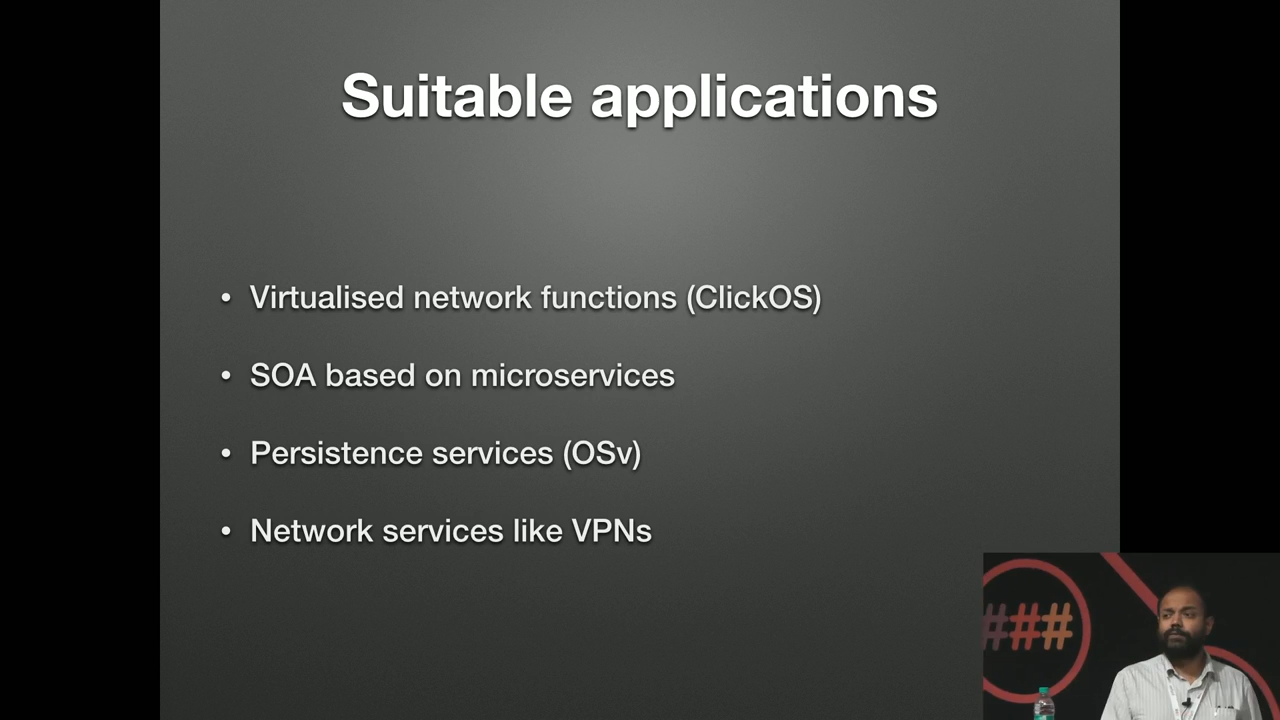 Suitable applications
• Virtualised network functions (ClickOS)
• SOA based on microservices
• Persistence services (OSv)
• Network services like VPNs
###